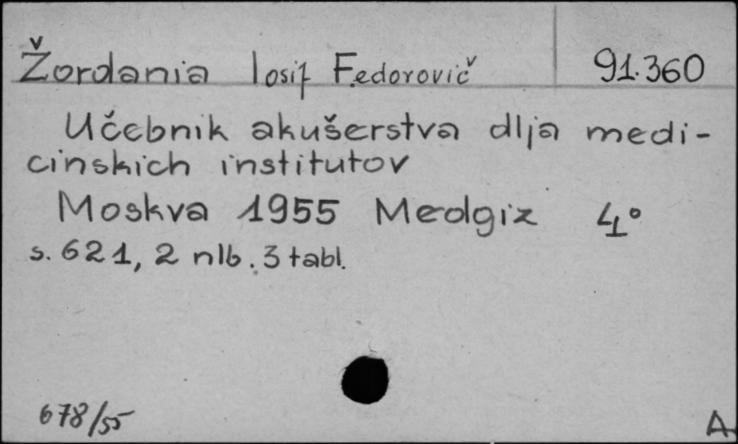 Žordania Iosif Fedorovič 91.360
Učebnik akušerstva dlja medi-
cinskich institutov
Moskva 1955 Medgiz 4°
s. 621, 2 nlb. 3 tabl.
678/55 A.